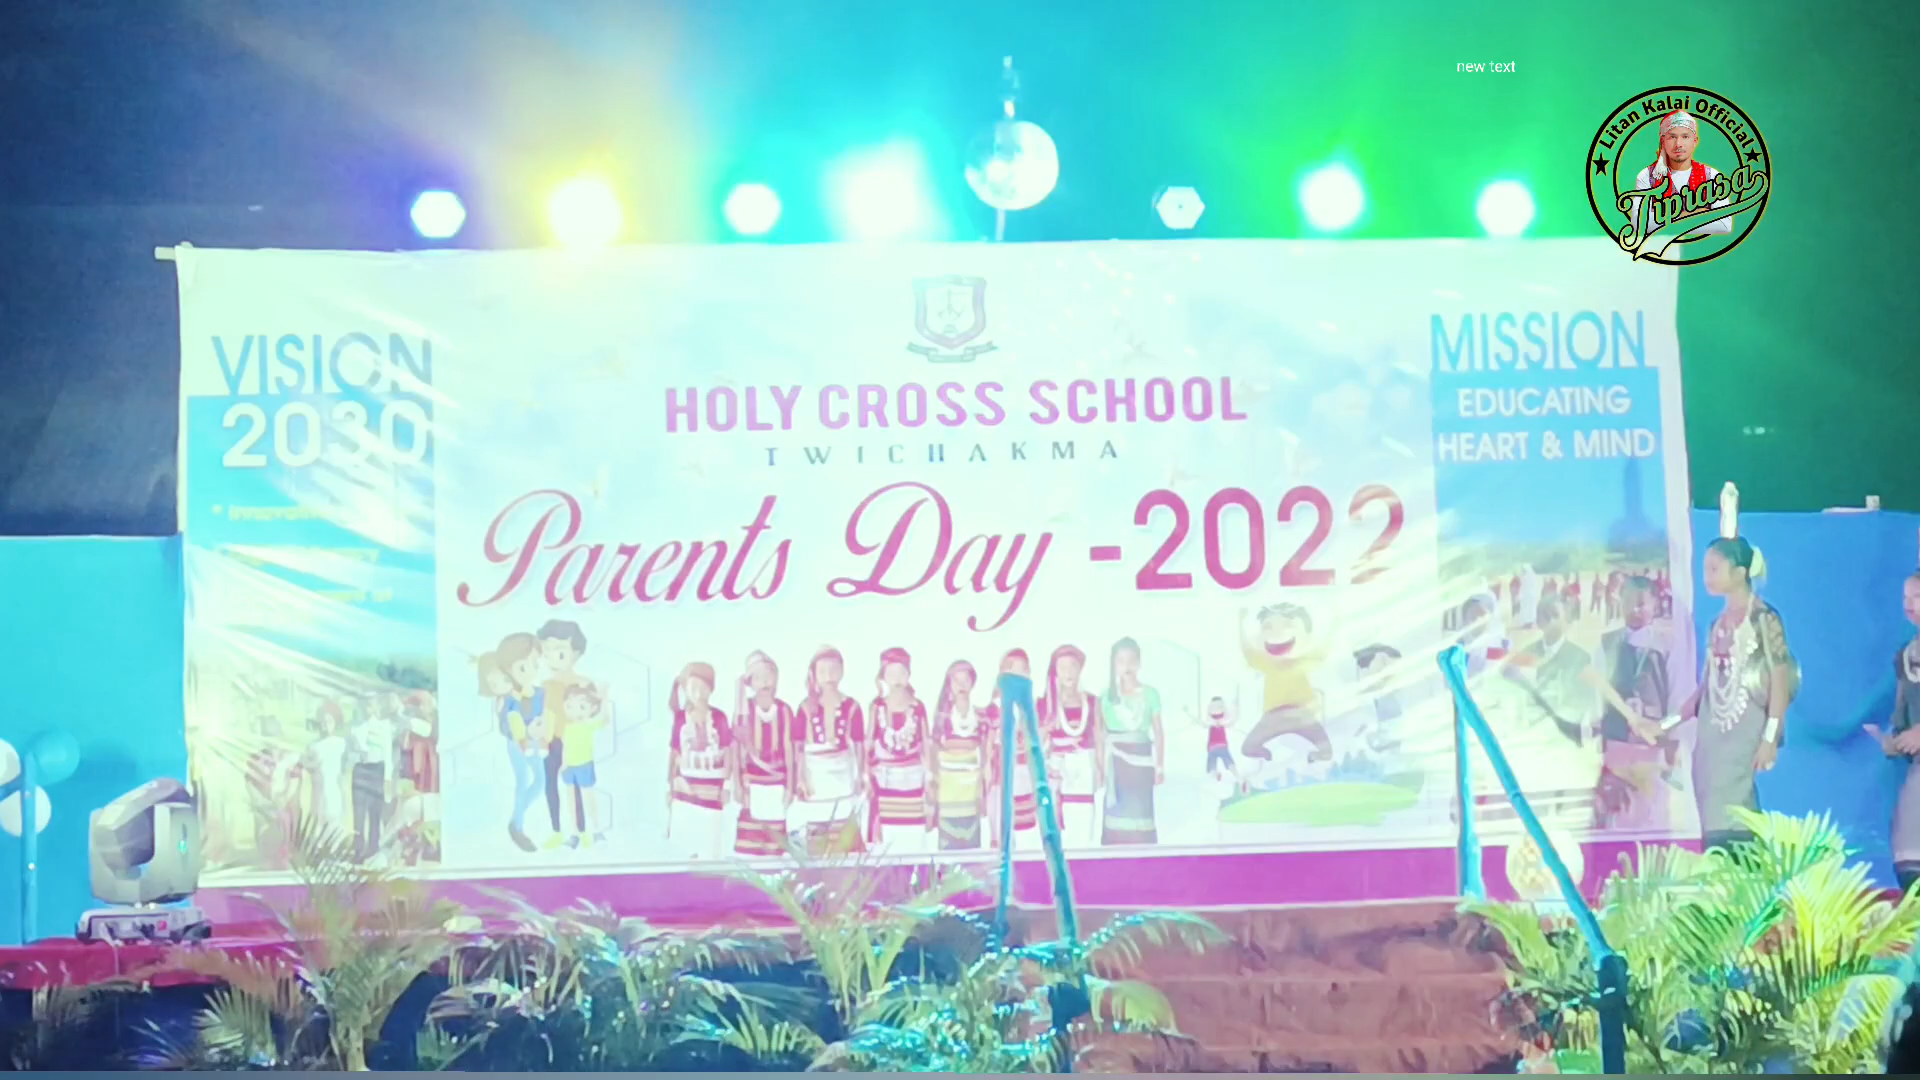 new text
Litan Kalai Official
Tiprasa
VISION
2030
HOLY CROSS SCHOOL
TWICHAKMA
Parents Day -2022
MISSION
EDUCATING
HEART & MIND